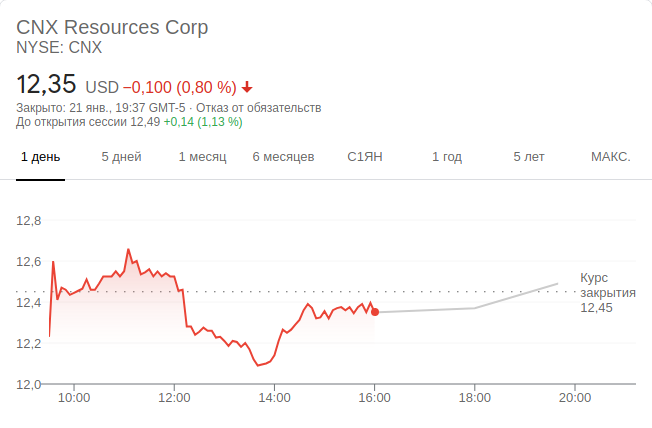 CNX Resources Corp
NYSE: CNX
12,35 USD −0,100 (0,80 %)
Закрыто: 21 янв., 19:37 GMT-5 · Отказ от обязательств
До открытия сессии 12,49 +0,14 (1,13 %)
1 день 5 дней 1 месяц 6 месяцев С1ЯН 1 год 5 лет МАКС.
12,8
12,6
12,4
12,2
12,0
Курс
закрытия
12,45
10:00 12:00 14:00 16:00 18:00 20:00